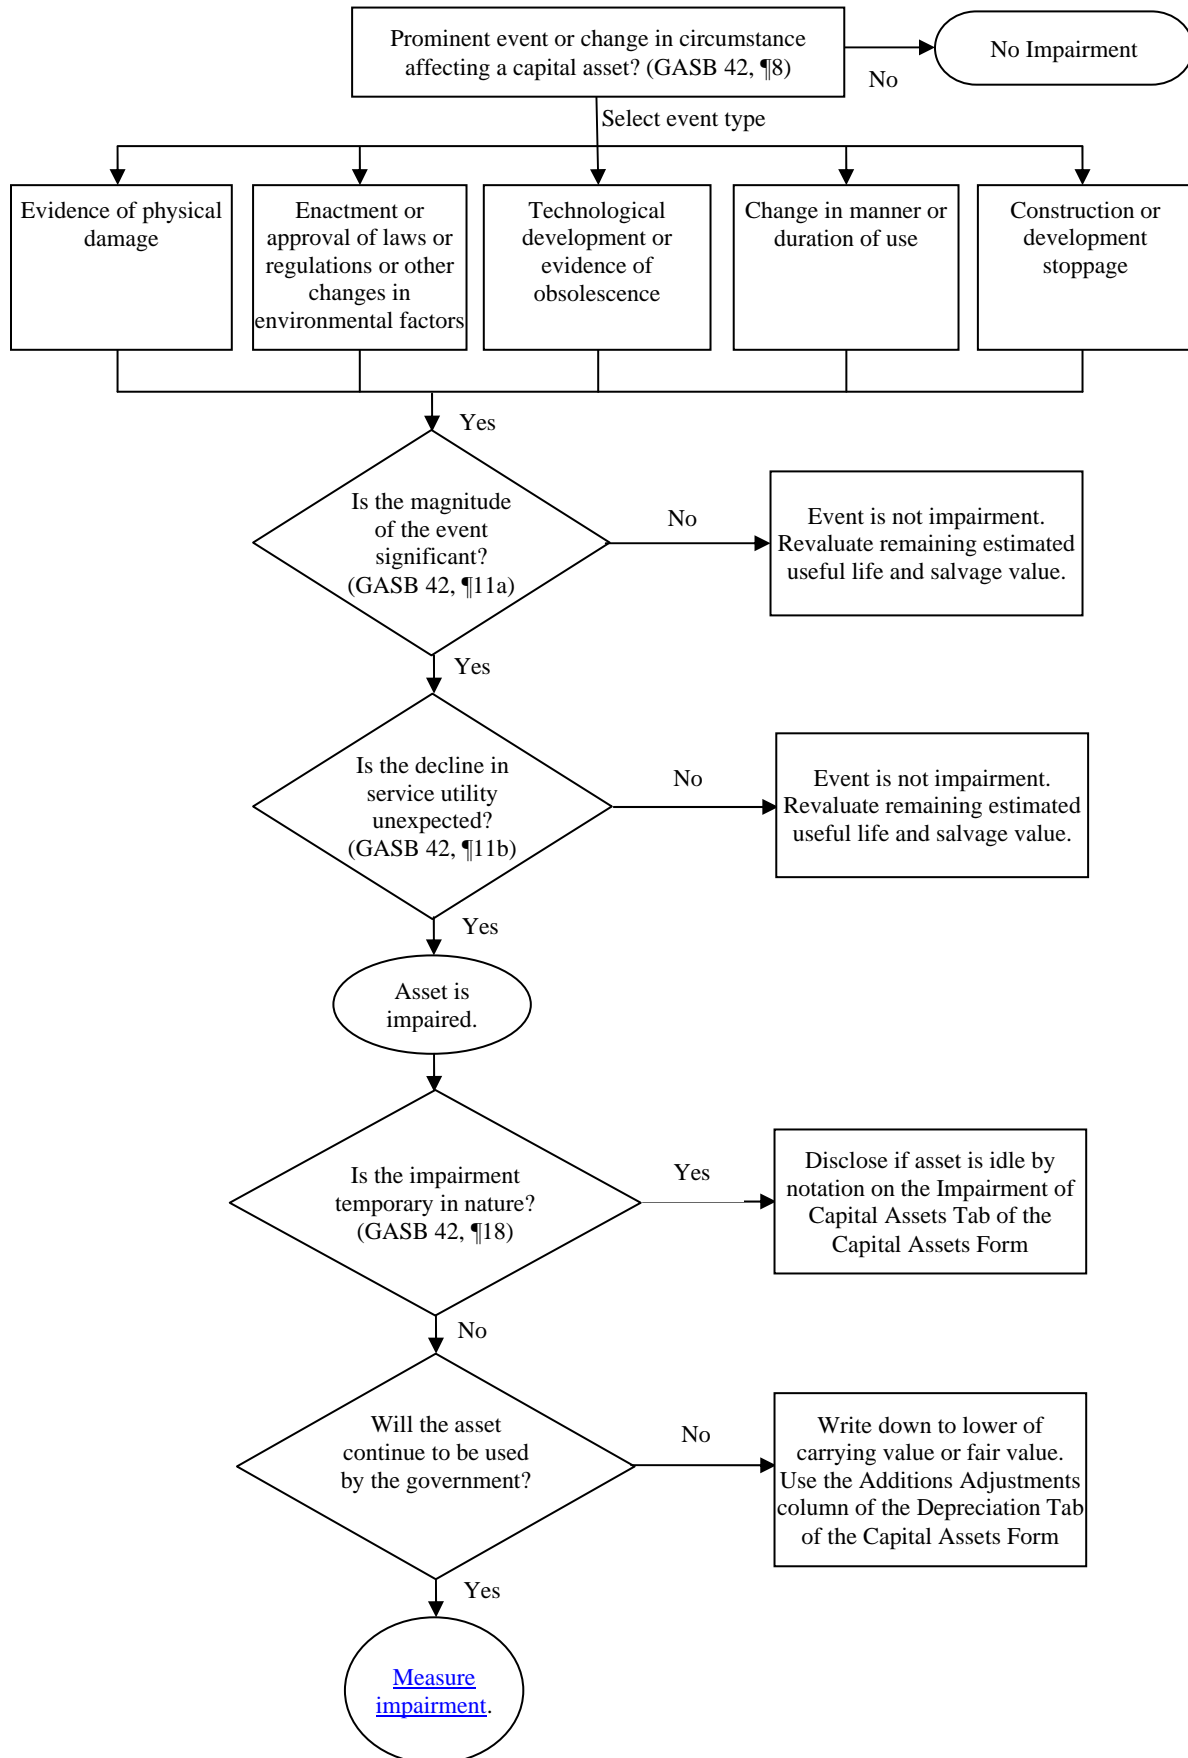 Prominent event or change in circumstance
affecting a capital asset? (GASB 42, ¶8)
No Impairment
No
Select event type
Evidence of physical
damage
Enactment or
approval of laws or
regulations or other
changes in
environmental factors
Technological
development or
evidence of
obsolescence
Change in manner or
duration of use
Construction or
development
stoppage
Yes
Is the magnitude
of the event
significant?
(GASB 42, ¶11a)
No
Event is not impairment.
Revaluate remaining estimated
useful life and salvage value.
Yes
Is the decline in
service utility
unexpected?
(GASB 42, ¶11b)
No
Event is not impairment.
Revaluate remaining estimated
useful life and salvage value.
Yes
Asset is
impaired.
Is the impairment
temporary in nature?
(GASB 42, ¶18)
Yes
Disclose if asset is idle by
notation on the Impairment of
Capital Assets Tab of the
Capital Assets Form
No
Will the asset
continue to be used
by the government?
No
Write down to lower of
carrying value or fair value.
Use the Additions Adjustments
column of the Depreciation Tab
of the Capital Assets Form
Yes
Measure
impairment.